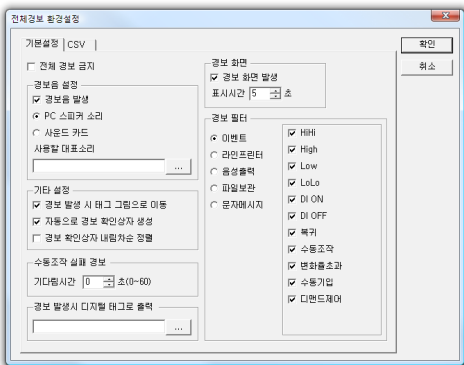 전체경보 환경설정
기본설정
CSV
확인
취소
전체 경보 금지
경보음 설정
경보음 발생
PC 스피커 소리
사운드 카드
사용할 대표소리
...
기타 설정
경보 발생 시 태그 그림으로 이동
자동으로 경보 확인상자 생성
경보 확인상자 내림차순 정렬
수동조작 실패 경보
기다림시간 0 초(0~60)
경보 발생시 디지털 태그로 출력
...
경보 화면
경보 화면 발생
표시시간 5 초
경보 필터
이벤트
라인프린터
음성출력
파일보관
문자메시지
HiHi
High
Low
LoLo
DI ON
DI OFF
복귀
수동조작
변화율초과
수동기입
디맨드제어